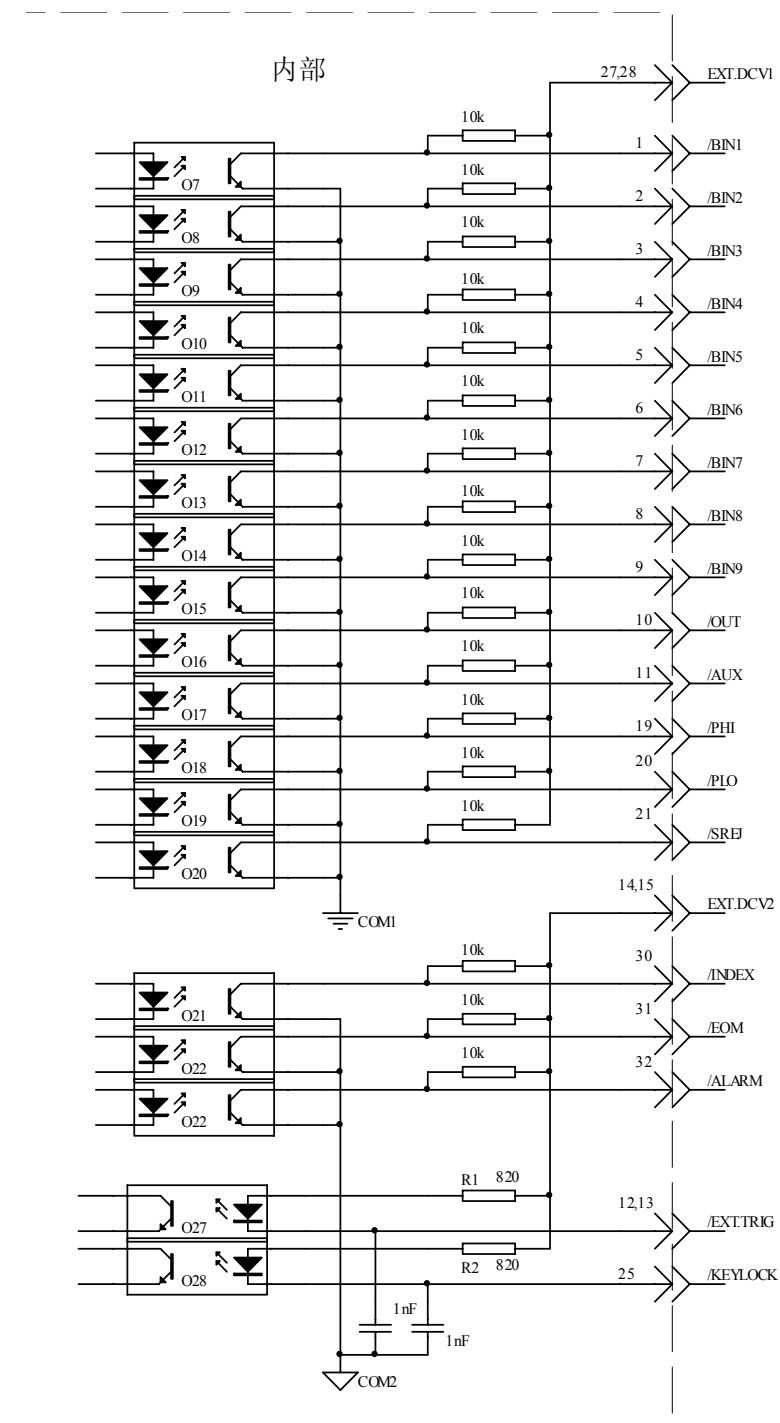 内部
27,28 EXT.DCV1
10k
1 /BIN1
O7
10k
2 /BIN2
O8
10k
3 /BIN3
O9
10k
4 /BIN4
O10
10k
5 /BIN5
O11
10k
6 /BIN6
O12
10k
7 /BIN7
O13
10k
8 /BIN8
O14
10k
9 /BIN9
O15
10k
10 /OUT
O16
10k
11 /AUX
O17
10k
19 /PHI
O18
10k
20 /PLO
O19
10k
21 /SREJ
O20
14,15 EXT.DCV2
COM1
10k
30 /INDEX
O21
10k
31 /EOM
O22
10k
32 /ALARM
O22
R1 820
12,13 /EXT.TRIG
O27
R2 820
25 /KEYLOCK
O28
1nF
1nF
COM2